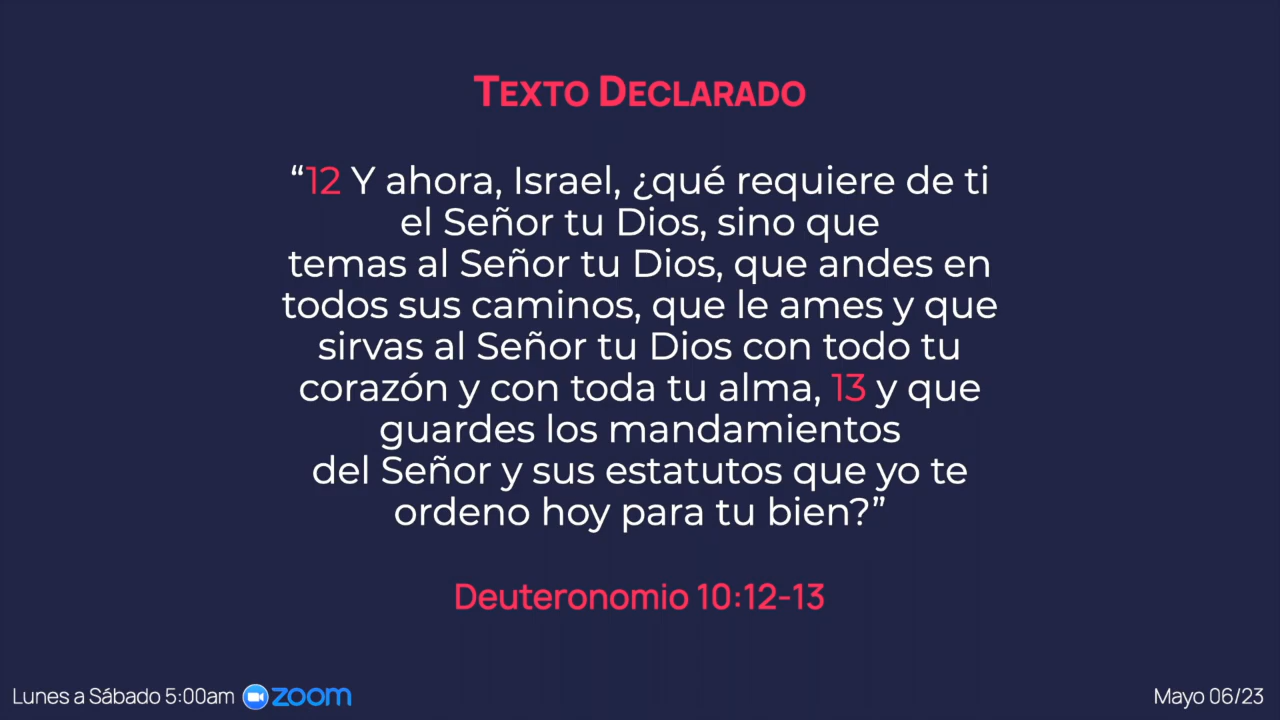 TEXTO DECLARADO
“12 Y ahora, Israel, ¿qué requiere de ti
el Señor tu Dios, sino que
temas al Señor tu Dios, que andes en
todos sus caminos, que le ames y que
sirvas al Señor tu Dios con todo tu
corazón y con toda tu alma, 13 y que
guardes los mandamientos
del Señor y sus estatutos que yo te
ordeno hoy para tu bien?”
Deuteronomio 10:12-13
Lunes a Sábado 5:00am zoom
Mayo 06/23